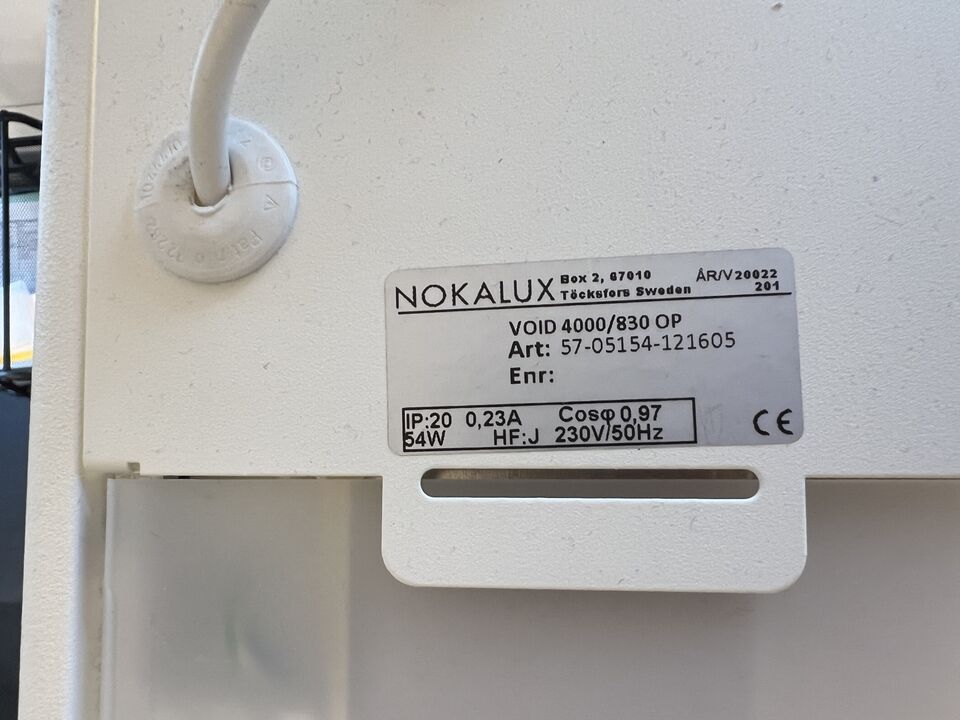 NOKALUX Box 2, 67010 ÅR/V20022
Töcksfors Sweden 201
VOID 4000/830 OP
Art: 57-05154-121605
Enr:
IP:20 0,23A Cosφ 0,97
54W HF:J 230V/50Hz
CE